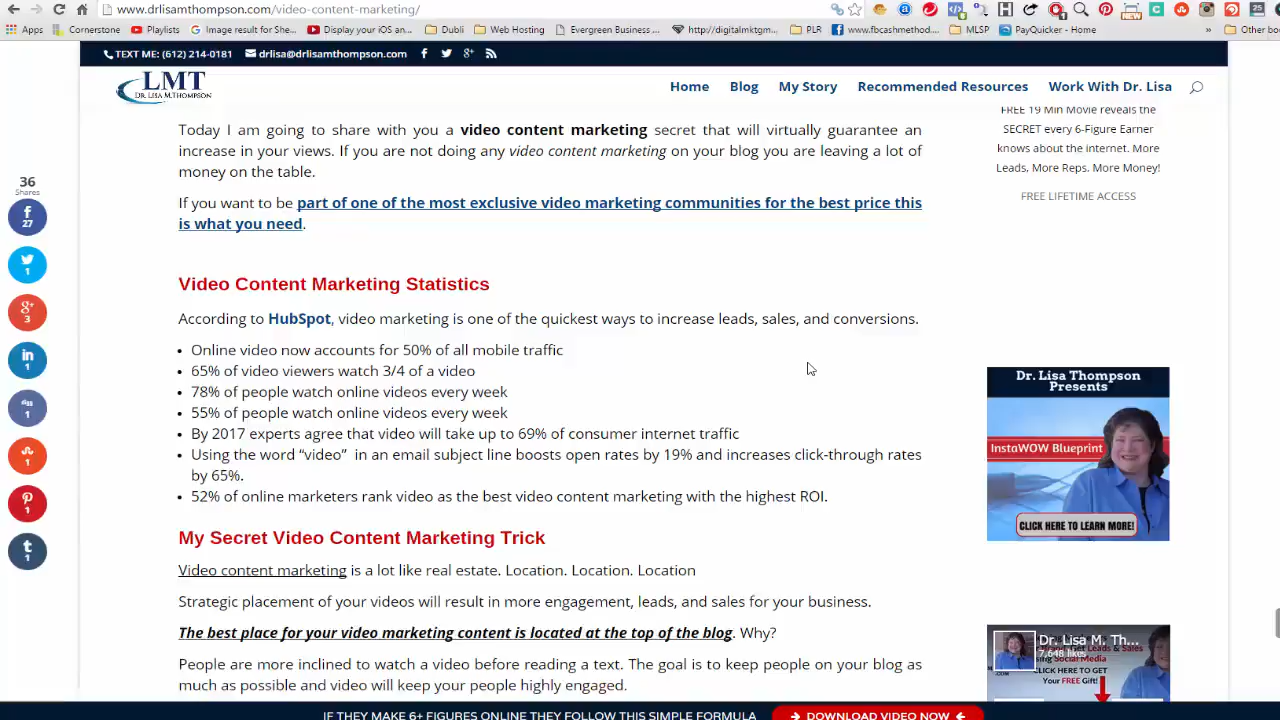 www.drlisamthompson.com/video-content-marketing/
Apps Cornerstone Playlists Image result for She... Display your iOS an... Dubli Web Hosting Evergreen Business ... http://digitalmktgm... PLR www.fbcashmethod.... MLSP PayQuicker - Home » Other bo
NEW 25
TEXT ME: (612) 214-0181 drlisa@drlisamthompson.com
LMT
DR. LISA M. THOMPSON
Home Blog My Story Recommended Resources Work With Dr. Lisa
Today I am going to share with you a video content marketing secret that will virtually guarantee an
increase in your views. If you are not doing any video content marketing on your blog you are leaving a lot of
money on the table.
If you want to be part of one of the most exclusive video marketing communities for the best price this
is what you need.
Video Content Marketing Statistics
According to HubSpot, video marketing is one of the quickest ways to increase leads, sales, and conversions.
• Online video now accounts for 50% of all mobile traffic
• 65% of video viewers watch 3/4 of a video
• 78% of people watch online videos every week
• 55% of people watch online videos every week
• By 2017 experts agree that video will take up to 69% of consumer internet traffic
• Using the word “video” in an email subject line boosts open rates by 19% and increases click-through rates
by 65%.
• 52% of online marketers rank video as the best video content marketing with the highest ROI.
My Secret Video Content Marketing Trick
Video content marketing is a lot like real estate. Location. Location. Location
Strategic placement of your videos will result in more engagement, leads, and sales for your business.
The best place for your video marketing content is located at the top of the blog. Why?
People are more inclined to watch a video before reading a text. The goal is to keep people on your blog as
much as possible and video will keep your people highly engaged.
36
Shares
27
1
3
1
1
1
1
1
FREE 19 Min Movie reveals the
SECRET every 6-Figure Earner
knows about the internet. More
Leads, More Reps. More Money!
FREE LIFETIME ACCESS
Dr. Lisa Thompson
Presents
InstaWOW Blueprint
CLICK HERE TO LEARN MORE!
Dr. Lisa M. Th...
7,648 likes
Get Leads & Sales
Social Media
CLICK HERE TO GET
Your FREE Gift!
IF THEY MAKE 6+ FIGURES ONLINE THEY FOLLOW THIS SIMPLE FORMULA DOWNLOAD VIDEO NOW